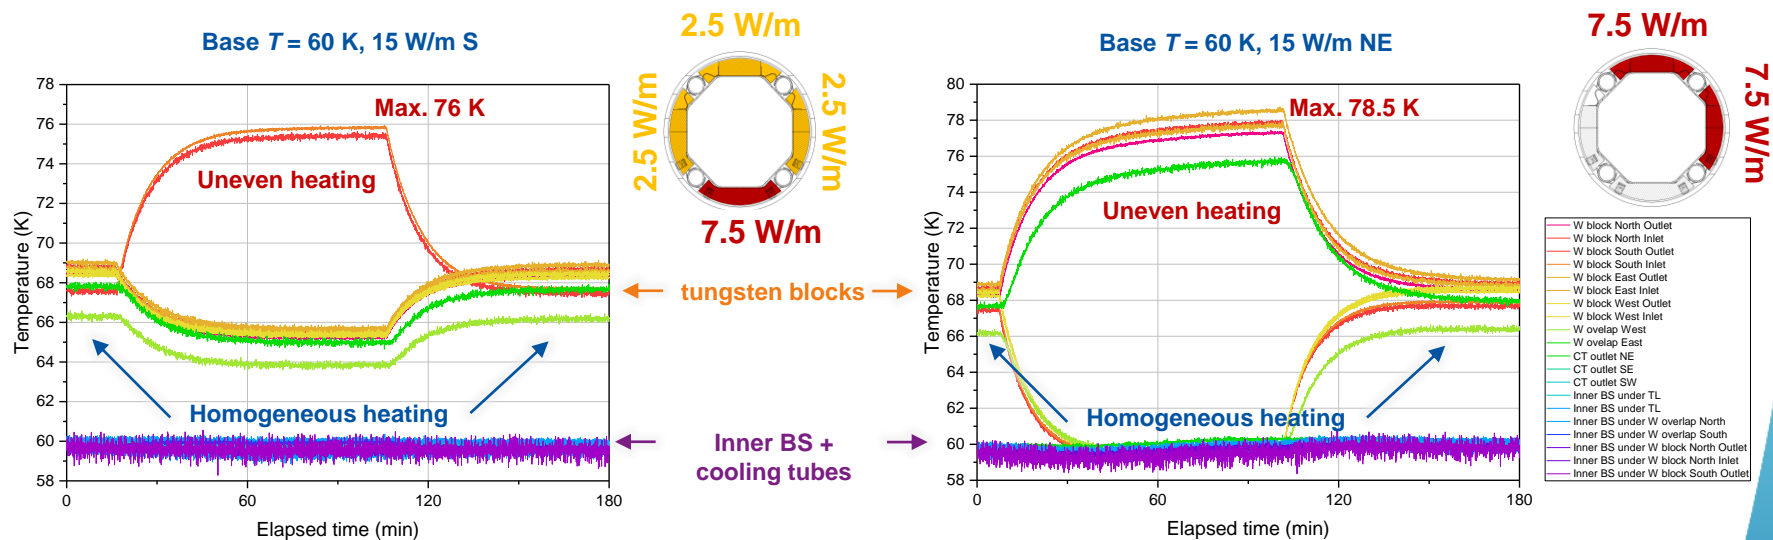 Base T = 60 K, 15 W/m S
78
76
74
72
70
68
66
64
62
60
58
Temperature (K)
0
60
120
180
Elapsed time (min)
Max. 76 K
Uneven heating
Homogeneous heating
2.5 W/m
2.5 W/m
2.5 W/m
7.5 W/m
tungsten blocks
Inner BS +
cooling tubes
Base T = 60 K, 15 W/m NE
80
78
76
74
72
70
68
66
64
62
60
58
Temperature (K)
0
60
120
180
Elapsed time (min)
Max. 78.5 K
Uneven heating
Homogeneous heating
7.5 W/m
7.5 W/m
W block North Outlet
W block North Inlet
W block South Outlet
W block South Inlet
W block East Outlet
W block East Inlet
W block West Outlet
W block West Inlet
W ovelap West
W ovelap East
CT outlet NE
CT outlet SE
CT outlet SW
Inner BS under TL
Inner BS under TL
Inner BS under W overlap North
Inner BS under W overlap South
Inner BS under W block North Outlet
Inner BS under W block North Inlet
Inner BS under W block South Outlet